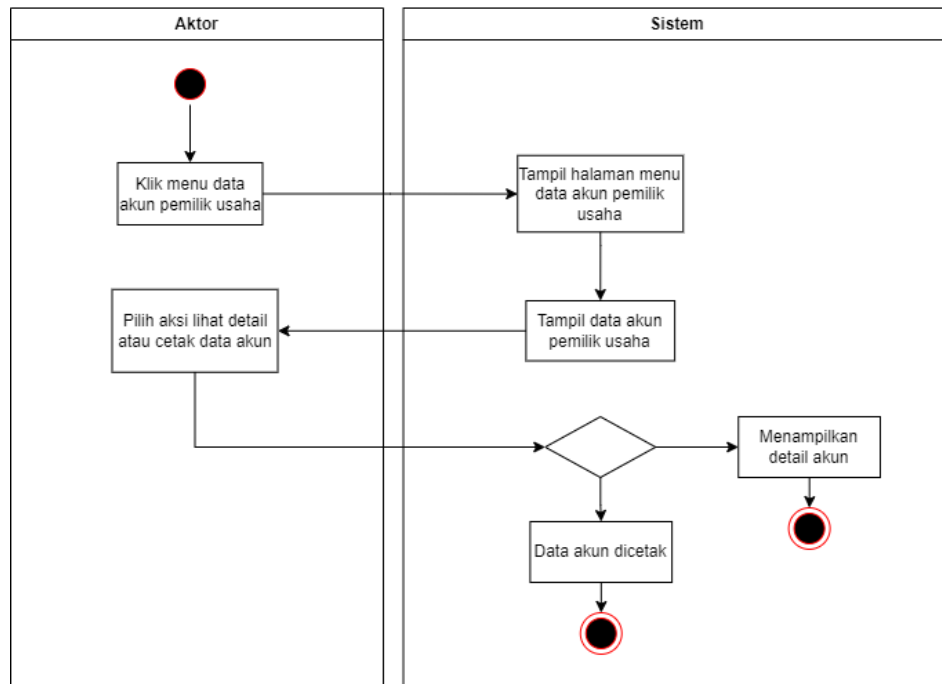 Aktor
Sistem
Klik menu data
akun pemilik usaha
Tampil halaman menu
data akun pemilik
usaha
Tampil data akun
pemilik usaha
Pilih aksi lihat detail
atau cetak data akun
Menampilkan
detail akun
Data akun dicetak